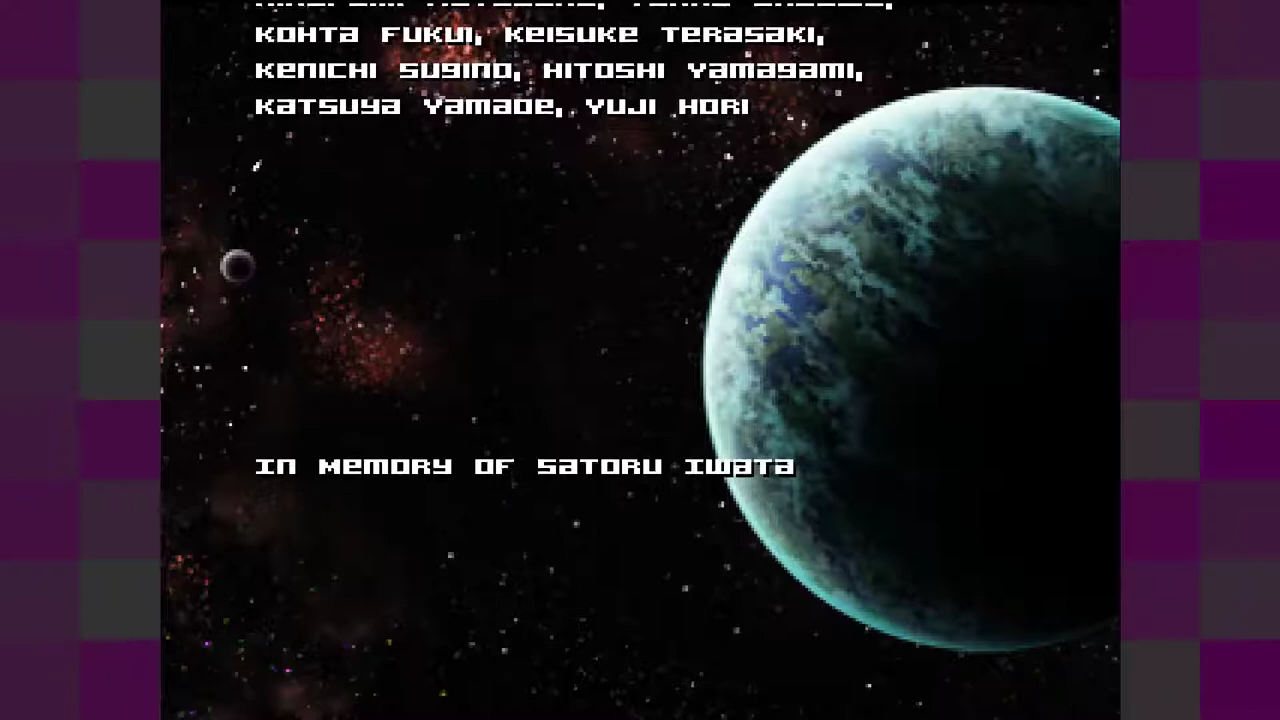 KOHTA FUKUI, KEISUKE TERASAKI,
KENICHI SUGINO, HITOSHI YAMAGAMI,
KATSUYA YAMADE, YUJI HORI
IN MEMORY OF SATORU IWATA